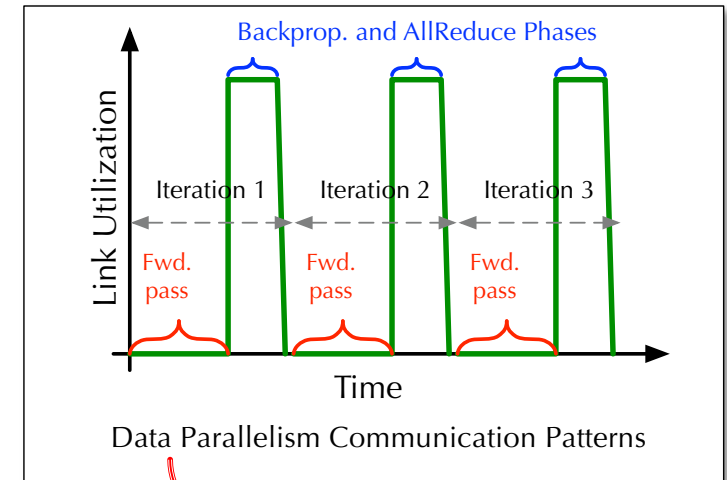 Backprop. and AllReduce Phases
Link Utilization
Iteration 1
Iteration 2
Iteration 3
Fwd.
pass
Fwd.
pass
Fwd.
pass
Time
Data Parallelism Communication Patterns